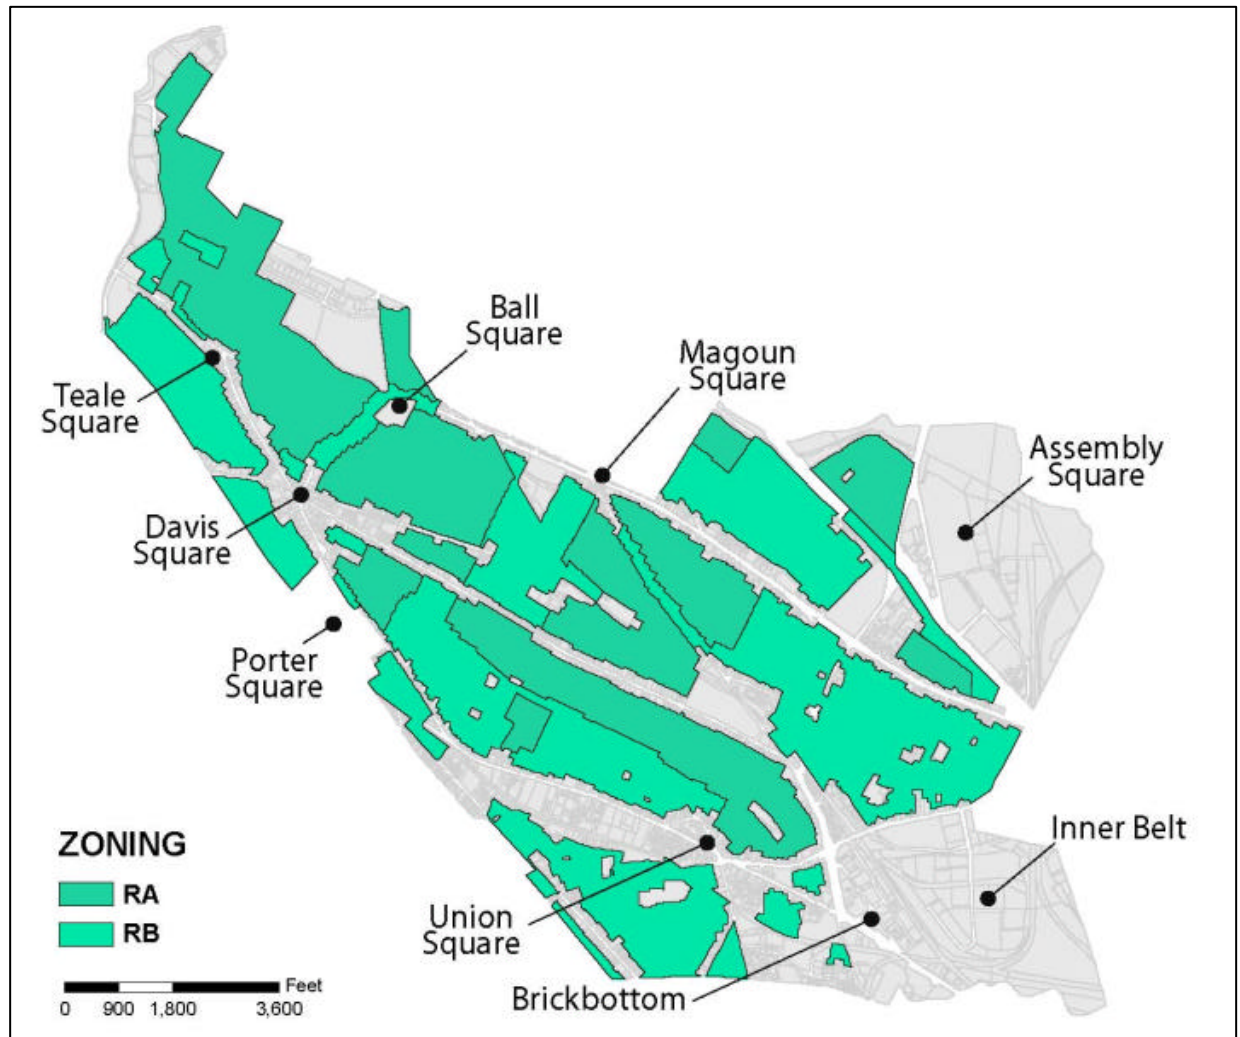 Ball
Square
Magoun
Square
Teale
Square
Assembly
Square
Davis
Square
Porter
Square
ZONING
RA
RB
Inner Belt
Union
Square
Brickbottom
Feet
0 900 1,800 3,600